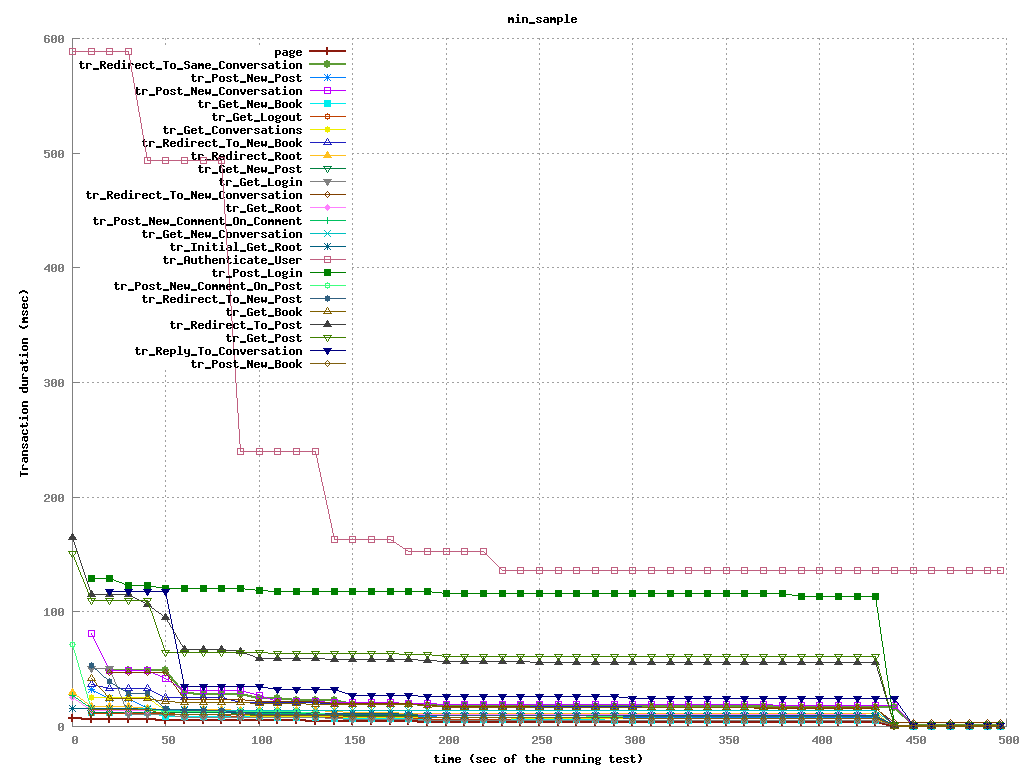 min_sample
600
500
400
300
200
100
0
Transaction duration (msec)
page
tr_Redirect_To_Same_Conversation
tr_Post_New_Post
tr_Post_New_Conversation
tr_Get_New_Book
tr_Get_Logout
tr_Get_Conversations
tr_Redirect_To_New_Book
tr_Redirect_Root
tr_Get_New_Post
tr_Get_Login
tr_Redirect_To_New_Conversation
tr_Get_Root
tr_Post_New_Comment_On_Comment
tr_Get_New_Conversation
tr_Initial_Get_Root
tr_Authenticate_User
tr_Post_Login
tr_Post_New_Comment_On_Post
tr_Redirect_To_New_Post
tr_Get_Book
tr_Redirect_To_Post
tr_Get_Post
tr_Reply_To_Conversation
tr_Post_New_Book
0 50 100 150 200 250 300 350 400 450 500
time (sec of the running test)